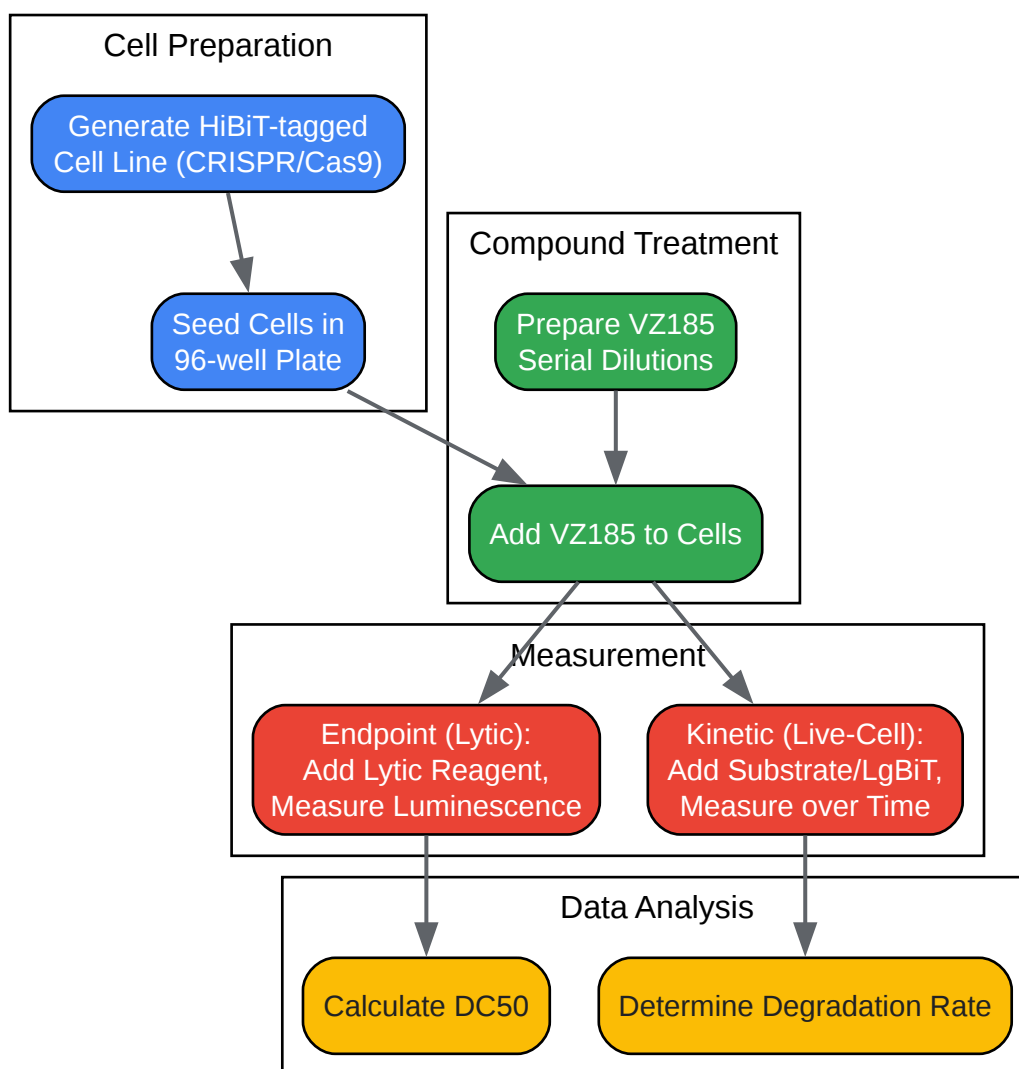 Cell Preparation
Generate HiBiT-tagged
Cell Line (CRISPR/Cas9)
Seed Cells in
96-well Plate
Compound Treatment
Prepare VZ185
Serial Dilutions
Add VZ185 to Cells
Measurement
Endpoint (Lytic):
Add Lytic Reagent,
Measure Luminescence
Kinetic (Live-Cell):
Add Substrate/LgBiT,
Measure over Time
Data Analysis
Calculate DC50
Determine Degradation Rate